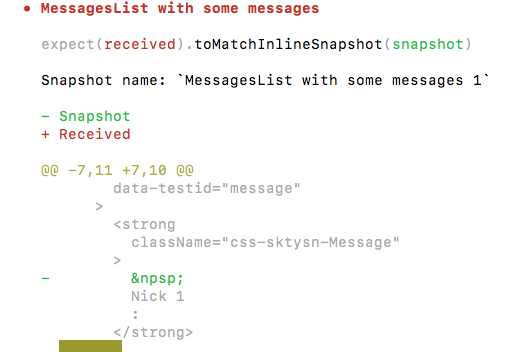 ● MessagesList with some messages
expect(received).toMatchInlineSnapshot(snapshot)
Snapshot name: `MessagesList with some messages 1`
- Snapshot
+ Received
@@ -7,11 +7,10 @@
data-testid="message"
>
<strong
className="css-sktysn-Message"
>
- &npsp;
Nick 1
:
</strong>